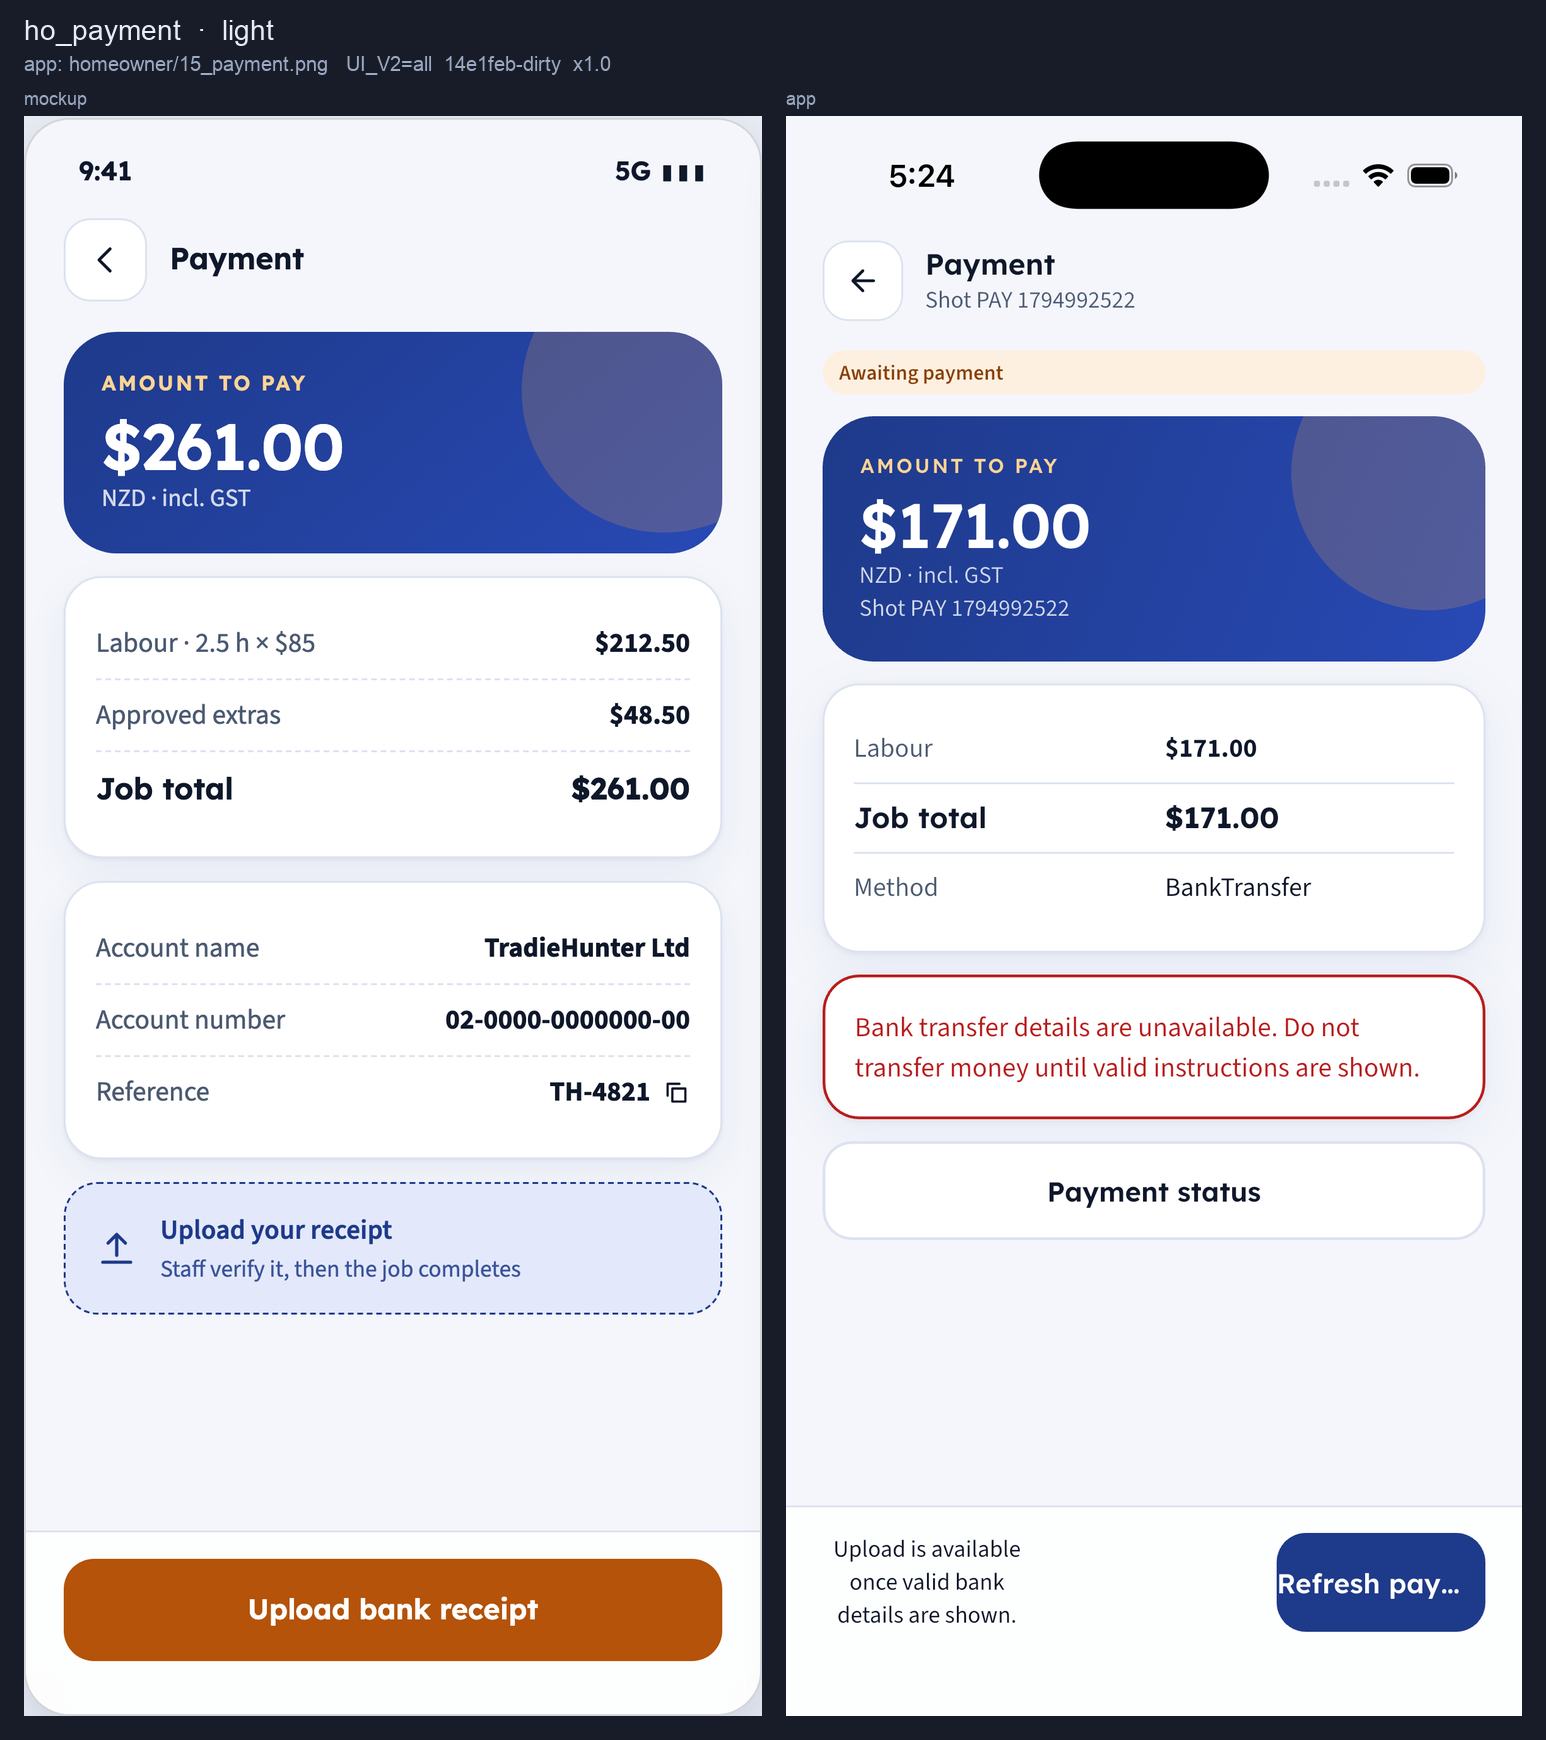 ho_payment · light
app: homeowner/15_payment.png UI_V2=all 14e1feb-dirty x1.0
mockup
9:41
5G
Payment
AMOUNT TO PAY
$261.00
NZD · incl. GST
Labour · 2.5 h × $85 $212.50
Approved extras $48.50
Job total $261.00
Account name TradieHunter Ltd
Account number 02-0000-0000000-00
Reference TH-4821
Upload your receipt
Staff verify it, then the job completes
Upload bank receipt
app
5:24
Payment
Shot PAY 1794992522
Awaiting payment
AMOUNT TO PAY
$171.00
NZD · incl. GST
Shot PAY 1794992522
Labour $171.00
Job total $171.00
Method BankTransfer
Bank transfer details are unavailable. Do not
transfer money until valid instructions are shown.
Payment status
Upload is available
once valid bank
details are shown.
Refresh pay...